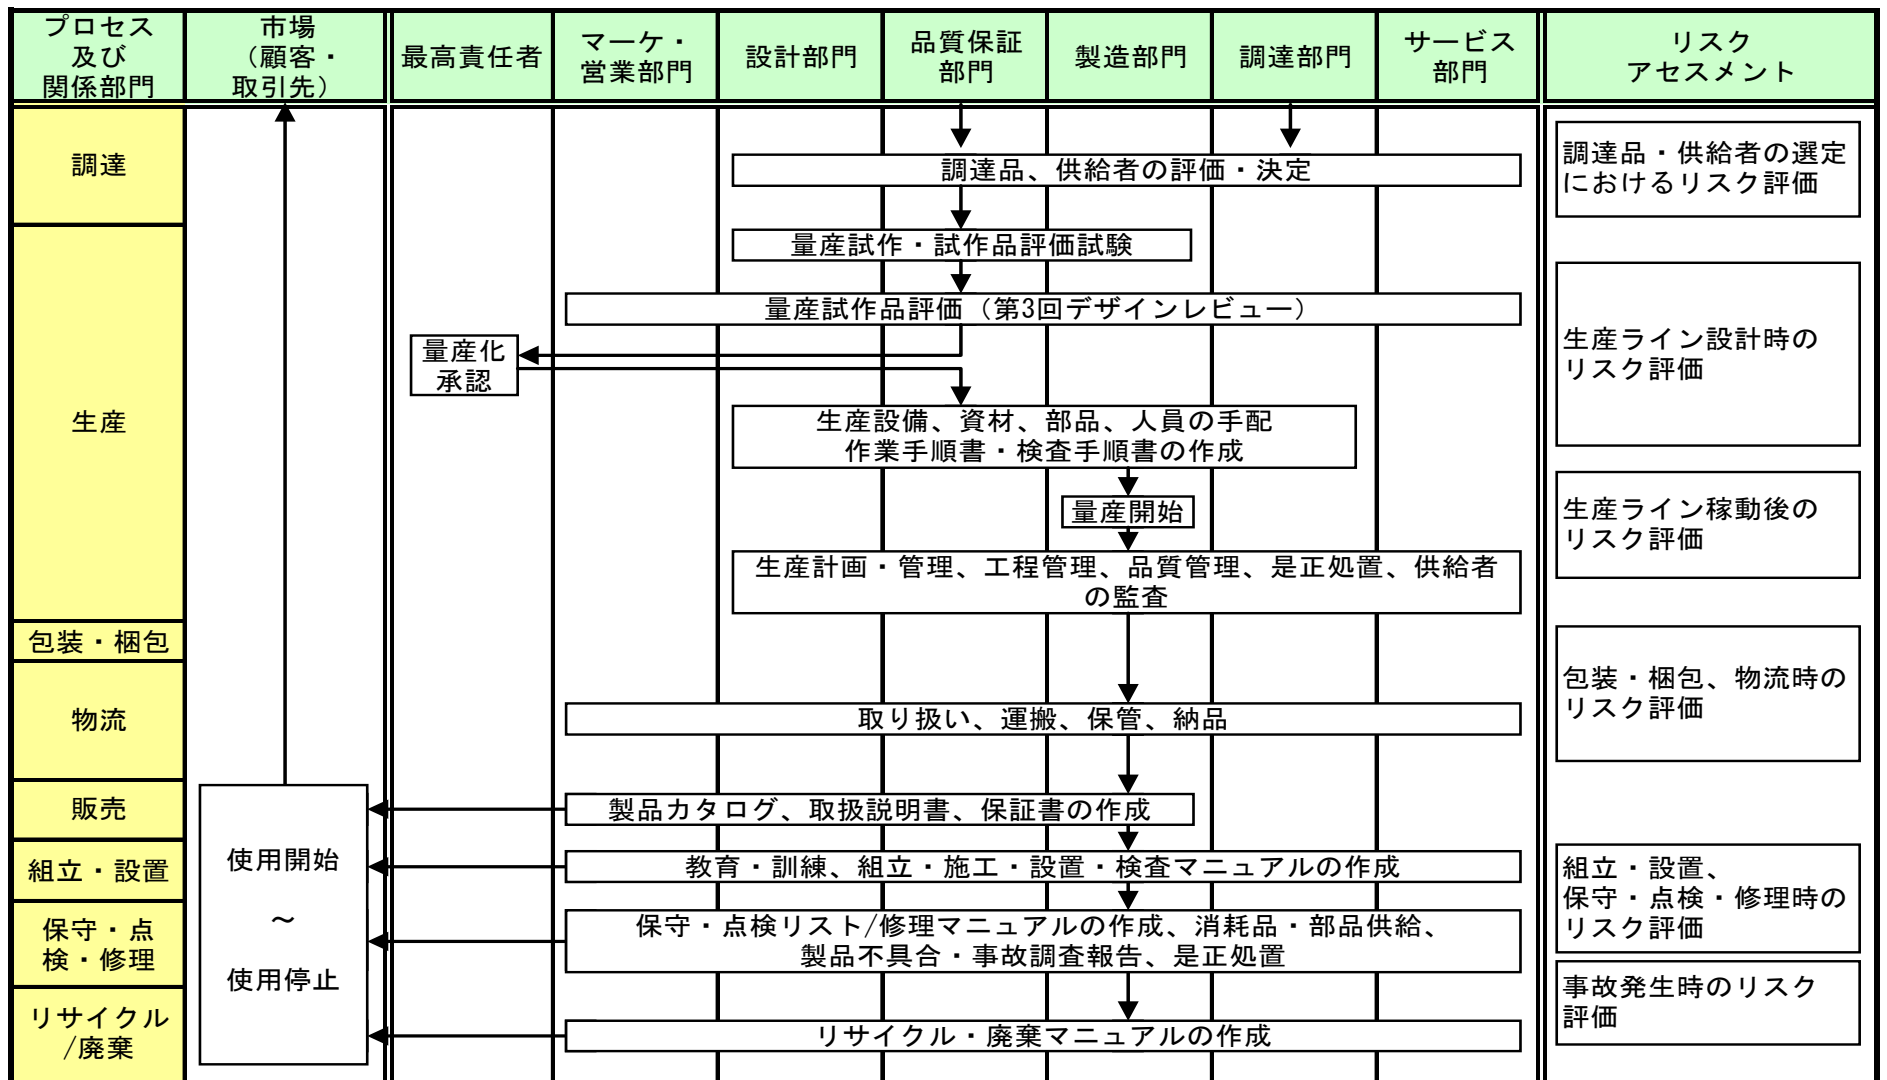 プロセス
及び
関係部門
市場
（顧客・
取引先）
最高責任者
マーケ・
営業部門
設計部門
品質保証
部門
製造部門
調達部門
サービス
部門
リスク
アセスメント
調達
調達品、供給者の評価・決定
調達品・供給者の選定
におけるリスク評価
生産
量産試作・試作品評価試験
量産試作品評価（第3回デザインレビュー）
量産化
承認
生産設備、資材、部品、人員の手配
作業手順書・検査手順書の作成
量産開始
生産計画・管理、工程管理、品質管理、是正処置、供給者
の監査
生産ライン設計時の
リスク評価
生産ライン稼動後の
リスク評価
包装・梱包
物流
取り扱い、運搬、保管、納品
包装・梱包、物流時の
リスク評価
販売
製品カタログ、取扱説明書、保証書の作成
使用開始
～
使用停止
組立・設置
教育・訓練、組立・施工・設置・検査マニュアルの作成
組立・設置、
保守・点検・修理時の
リスク評価
保守・点
検・修理
保守・点検リスト/修理マニュアルの作成、消耗品・部品供給、
製品不具合・事故調査報告、是正処置
事故発生時のリスク
評価
リサイクル
/廃棄
リサイクル・廃棄マニュアルの作成